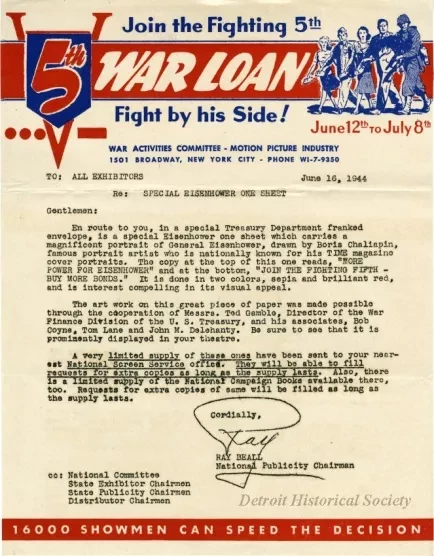 Join the Fighting 5th
5th WAR LOAN
Fight by his Side!
June 12th TO July 8th
WAR ACTIVITIES COMMITTEE - MOTION PICTURE INDUSTRY
1501 BROADWAY, NEW YORK CITY - PHONE WI-7-9350
TO: ALL EXHIBITORS June 16, 1944
Re: SPECIAL EISENHOWER ONE SHEET
Gentlemen:
En route to you, in a special Treasury Department franked
envelope, is a special Eisenhower one sheet which carries a
magnificent portrait of General Eisenhower, drawn by Boris Chaliapin,
famous portrait artist who is nationally known for his TIME magazine
cover portraits. The copy at the top of this one reads, "MORE
POWER FOR EISENHOWER" and at the bottom, "JOIN THE FIGHTING FIFTH -
BUY MORE BONDS." It is done in two colors, sepia and brilliant red,
and is interest compelling in its visual appeal.
The art work on this great piece of paper was made possible
through the cooperation of Messrs. Ted Gamble, Director of the War
Finance Division of the U. S. Treasury, and his associates, Bob
Coyne, Tom Lane and John M. Delehanty. Be sure to see that it is
prominently displayed in your theatre.
A very limited supply of these ones have been sent to your near-
est National Screen Service office. They will be able to fill
requests for extra copies as long as the supply lasts. Also, there
is a limited supply of the National Campaign Books available there,
too. Requests for extra copies of same will be filled as long as
the supply lasts.
Cordially,
Ray
RAY BEALL
National Publicity Chairman
cc: National Committee
State Exhibitor Chairmen
State Publicity Chairmen
Distributor Chairmen
Detroit Historical Society
16000 SHOWMEN CAN SPEED THE DECISION